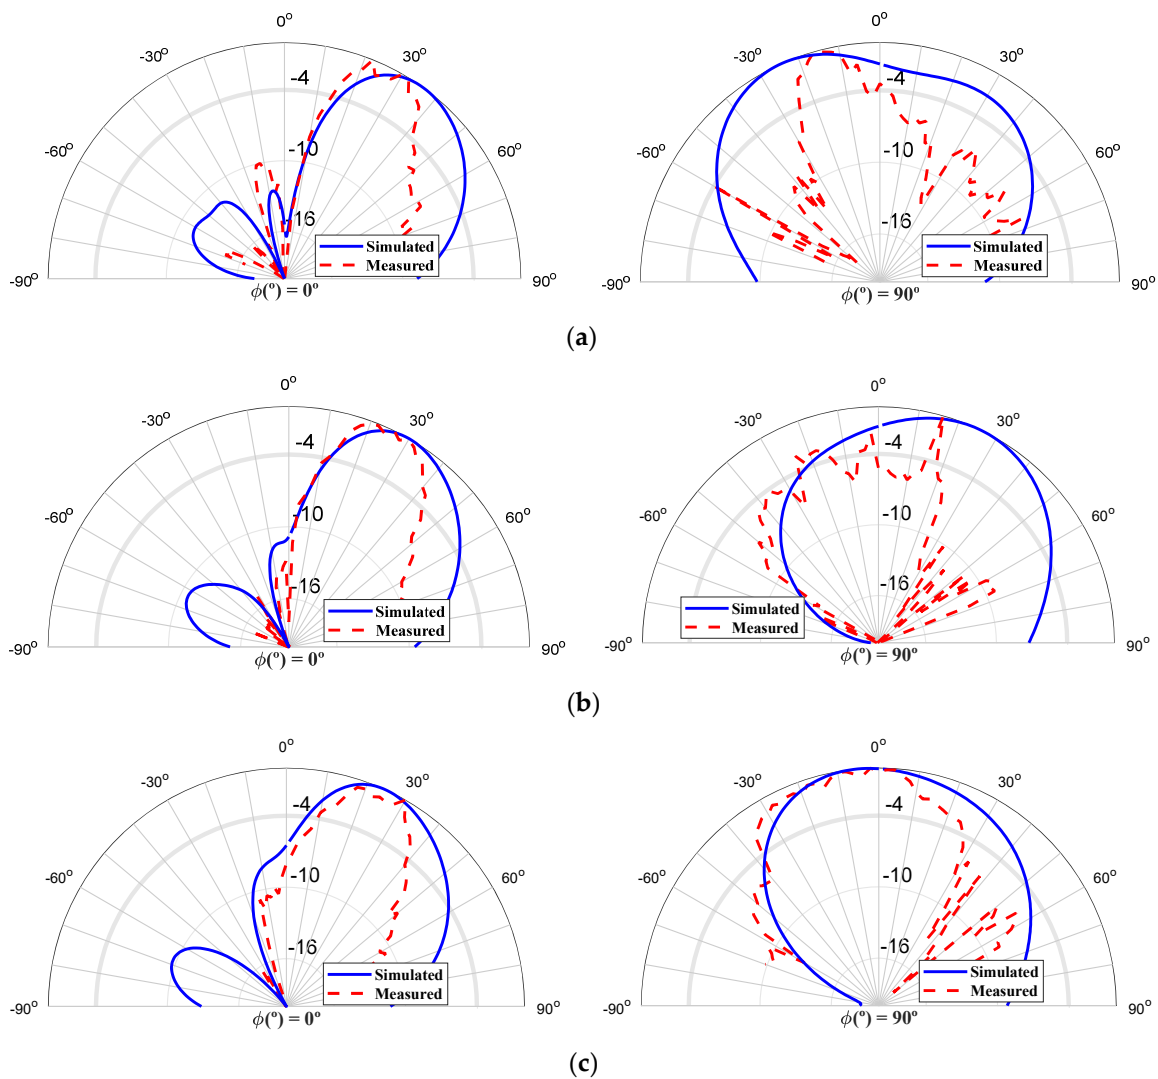 0°
0°
-30°
30°
-30°
30°
-4
-4
-60°
60°
-60°
60°
-10
-10
-16
-16
Simulated
Measured
Simulated
Measured
-90°
90°
-90°
90°
ϕ(°) = 0°
ϕ(°) = 90°
(a)
0°
0°
-30°
30°
-30°
30°
-4
-4
-60°
60°
-60°
60°
-10
-10
-16
-16
Simulated
Measured
Simulated
Measured
-90°
90°
-90°
90°
ϕ(°) = 0°
ϕ(°) = 90°
(b)
0°
0°
-30°
30°
-30°
30°
-4
-4
-60°
60°
-60°
60°
-10
-10
-16
-16
Simulated
Measured
Simulated
Measured
-90°
90°
-90°
90°
ϕ(°) = 0°
ϕ(°) = 90°
(c)